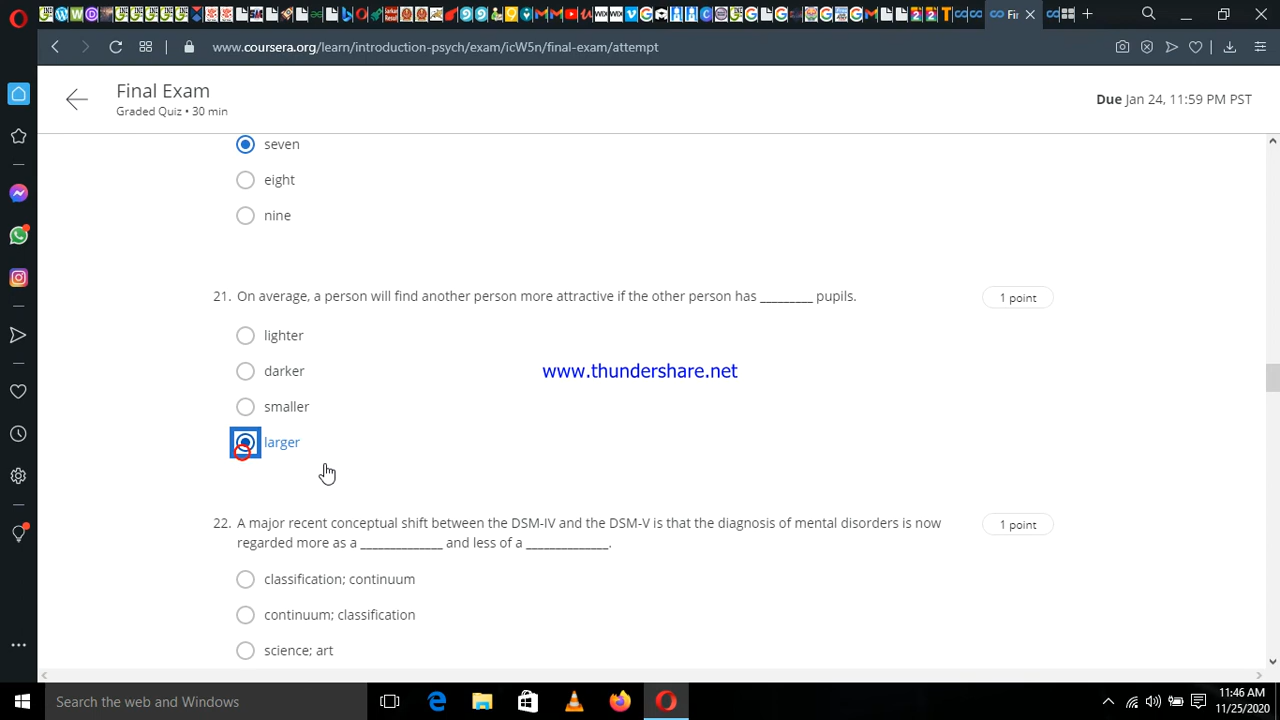 www.coursera.org/learn/introduction-psych/exam/icW5n/final-exam/attempt
Final Exam
Graded Quiz • 30 min
Due Jan 24, 11:59 PM PST
seven
eight
nine
21. On average, a person will find another person more attractive if the other person has _________ pupils.
1 point
lighter
darker
www.thundershare.net
smaller
larger
22. A major recent conceptual shift between the DSM-IV and the DSM-V is that the diagnosis of mental disorders is now
1 point
regarded more as a ______________ and less of a ______________.
classification; continuum
continuum; classification
science; art
Search the web and Windows
11:46 AM
11/25/2020